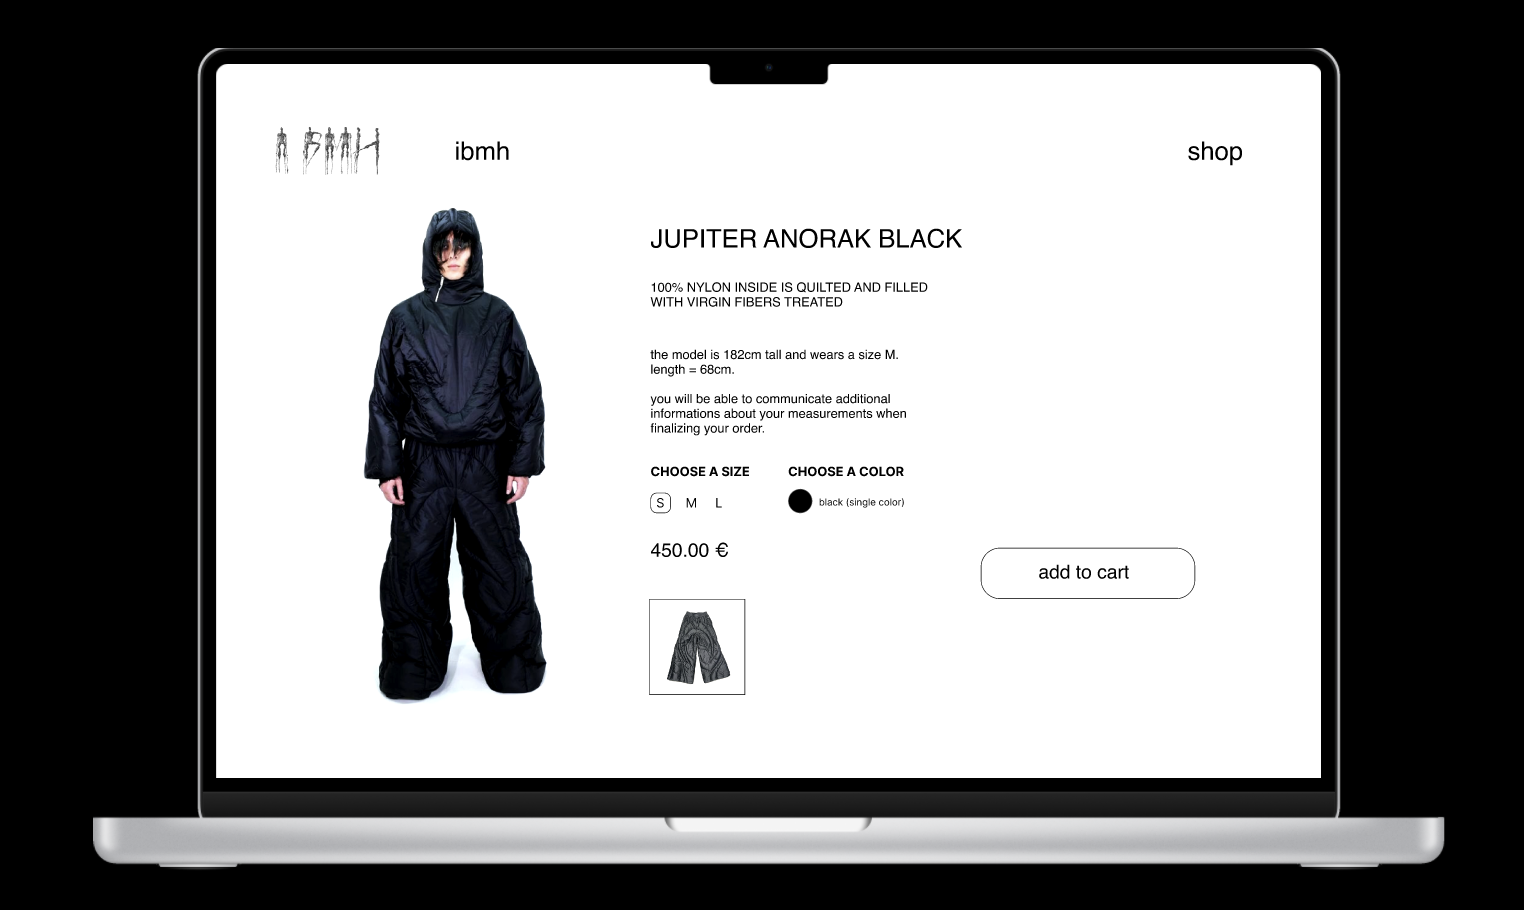 IBMH
ibmh
shop
JUPITER ANORAK BLACK
100% NYLON INSIDE IS QUILTED AND FILLED
WITH VIRGIN FIBERS TREATED
the model is 182cm tall and wears a size M.
length = 68cm.
you will be able to communicate additional
informations about your measurements when
finalizing your order.
CHOOSE A SIZE
CHOOSE A COLOR
S M L
black (single color)
450.00 €
add to cart